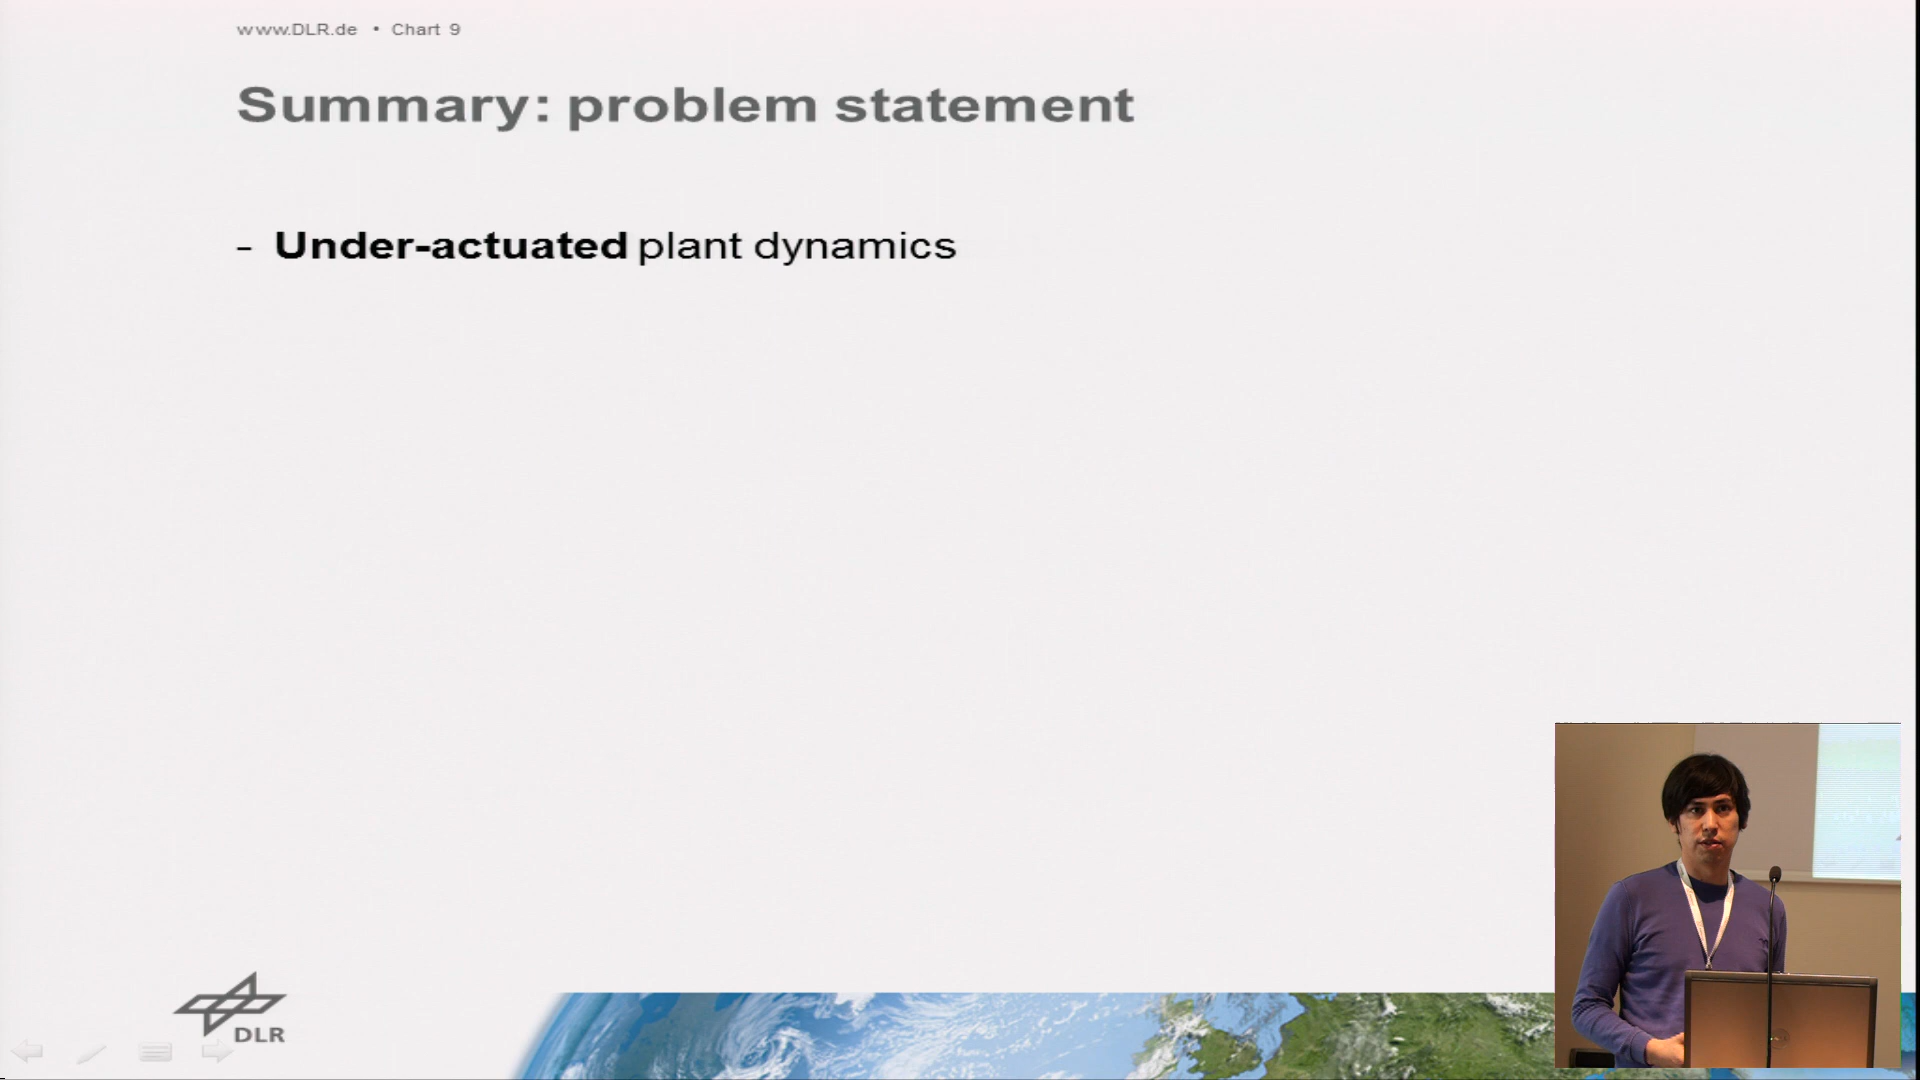 www.DLR.de • Chart 9
Summary: problem statement
- Under-actuated plant dynamics
DLR